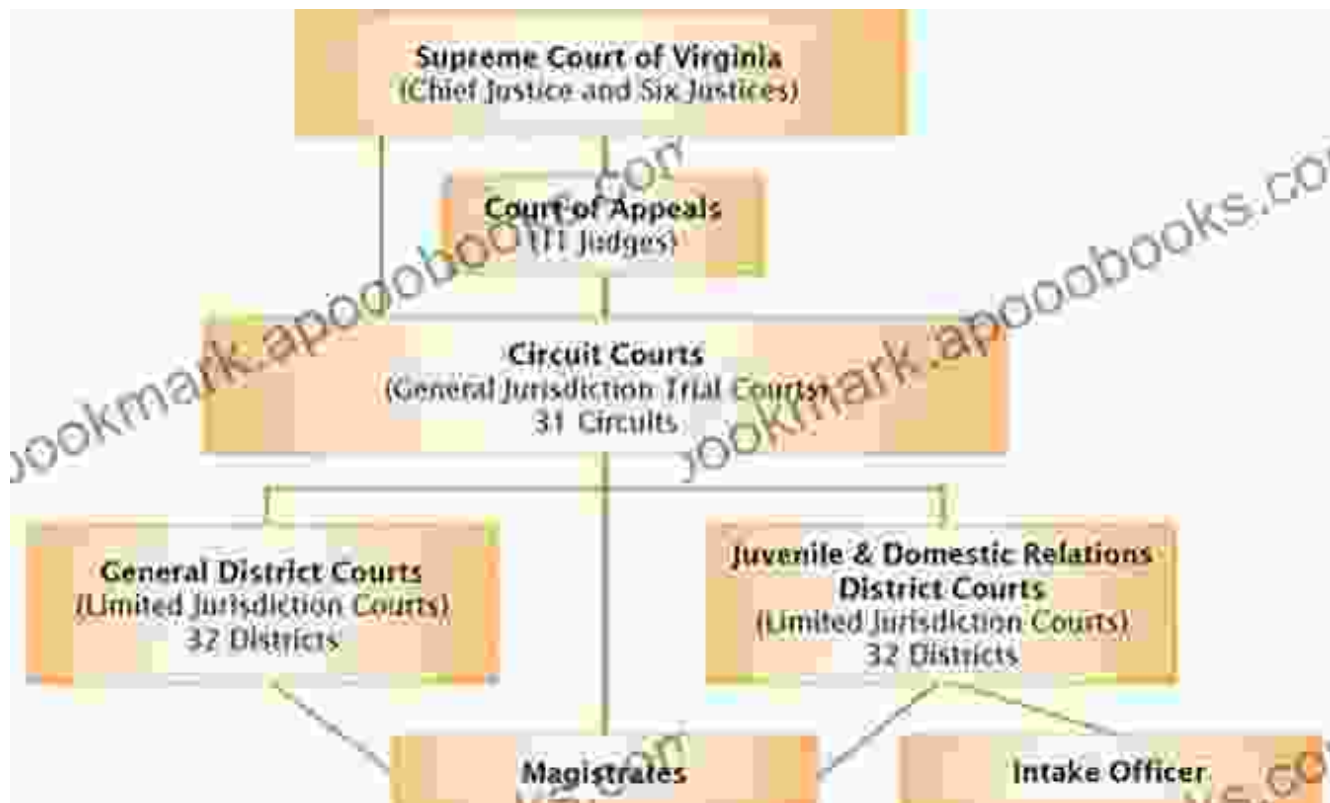 Supreme Court of Virginia
(Chief Justice and Six Justices)
Court of Appeals
(11 Judges)
Circuit Courts
(General Jurisdiction Trial Courts)
31 Circuits
General District Courts
(Limited Jurisdiction Courts)
32 Districts
Juvenile & Domestic Relations
District Courts
(Limited Jurisdiction Courts)
32 Districts
Magistrates
Intake Officer
bookmark.apooobooks.com
bookmark.apooobooks.com